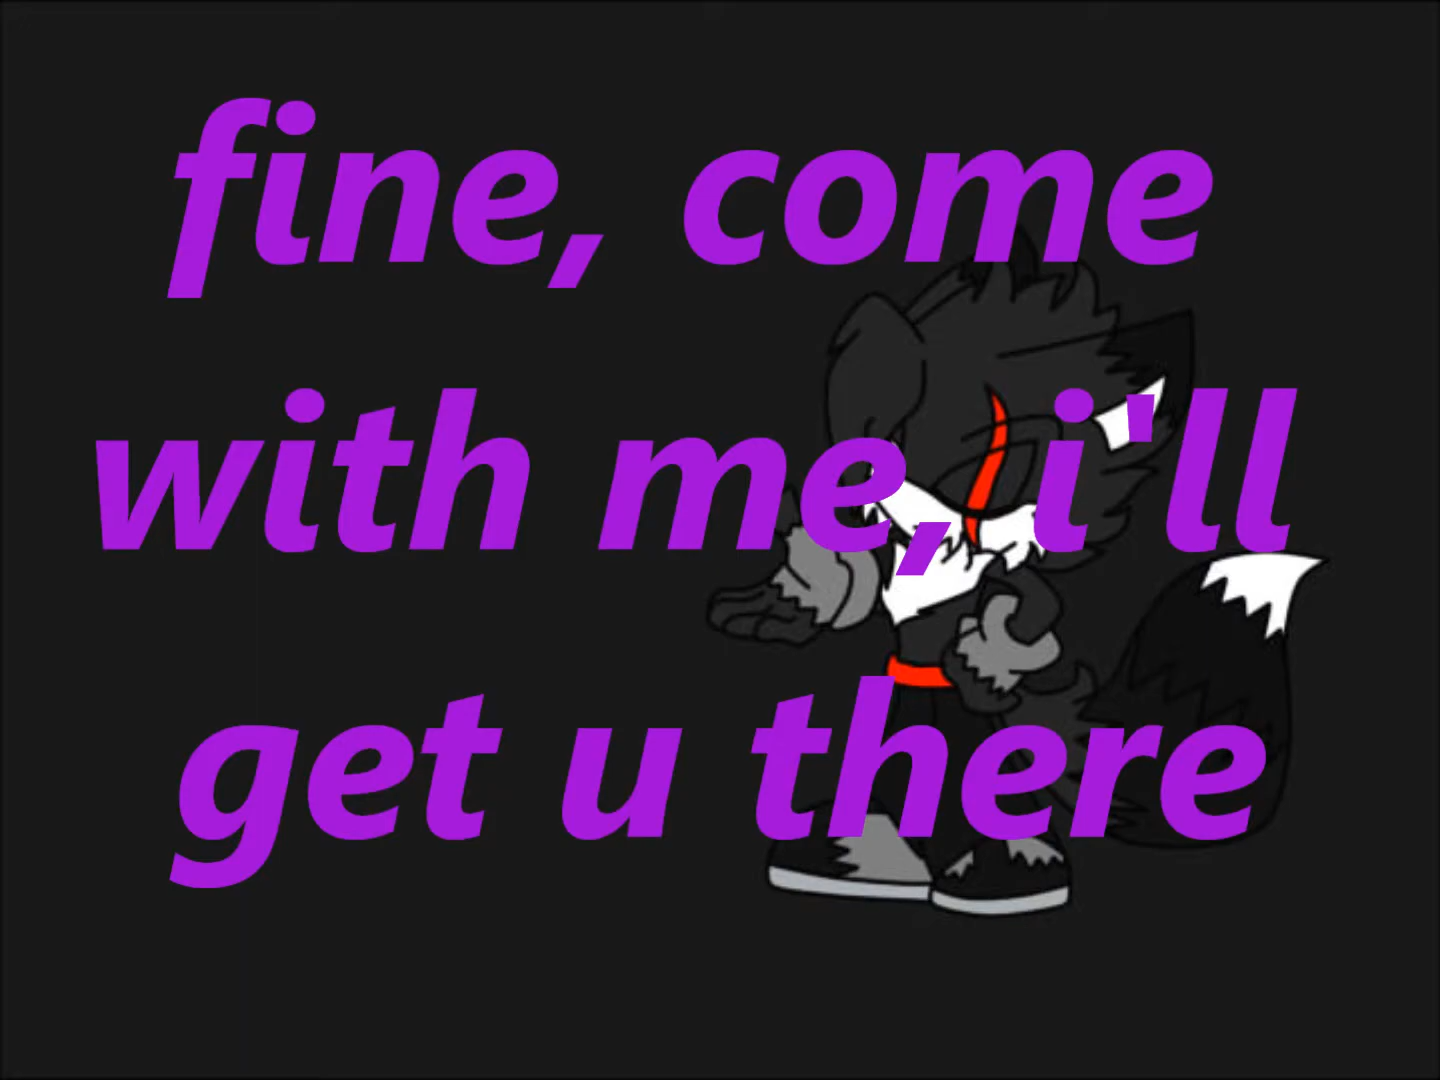 fine, come
with me, i'll
get u there